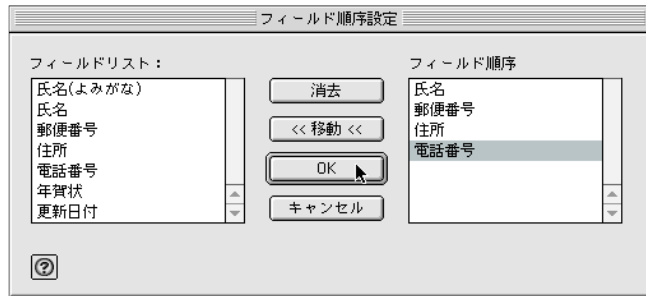 フィールド順序設定
フィールドリスト：
氏名(よみがな)
氏名
郵便番号
住所
電話番号
年賀状
更新日付
消去
<< 移動 <<
OK
キャンセル
フィールド順序
氏名
郵便番号
住所
電話番号
?